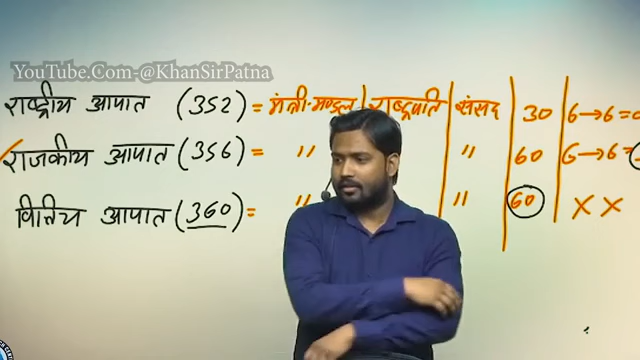 YouTube.Com-@KhanSirPatna
राष्ट्रीय आपात (352) = मंत्री-मण्डल | राष्ट्रपति | संसद | 30 | 6→6=
राजकीय आपात (356) = " " | 60 | 6→6=
वित्तिय आपात (360) = " " | 60 | X X